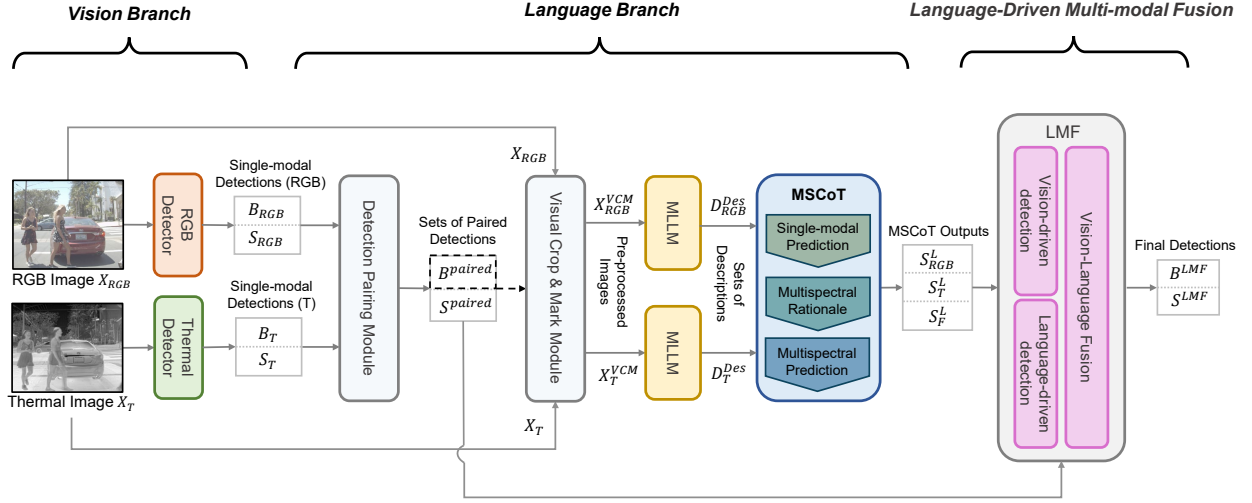 Vision Branch
Language Branch
Language-Driven Multi-modal Fusion
RGB Image X_RGB
Thermal Image X_T
RGB
Detector
Thermal
Detector
Single-modal
Detections (RGB)
B_RGB
S_RGB
Single-modal
Detections (T)
B_T
S_T
Detection Pairing Module
Sets of Paired
Detections
B^paired
S^paired
X_RGB
X_T
Visual Crop & Mark Module
X_RGB^VCM
Pre-processed
Images
X_T^VCM
MLLM
MLLM
D_RGB^Des
Sets of
Descriptions
D_T^Des
MSCoT
Single-modal
Prediction
Multispectral
Rationale
Multispectral
Prediction
MSCoT Outputs
S_RGB^L
S_T^L
S_F^L
LMF
Vision-driven
detection
Language-driven
detection
Vision-Language Fusion
Final Detections
B^LMF
S^LMF